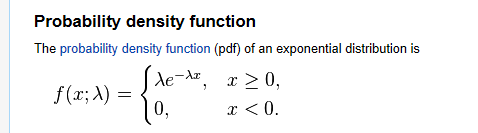 Probability density function
The probability density function (pdf) of an exponential distribution is
f(x; λ) = { λe^{−λx}, x ≥ 0,
0, x < 0.